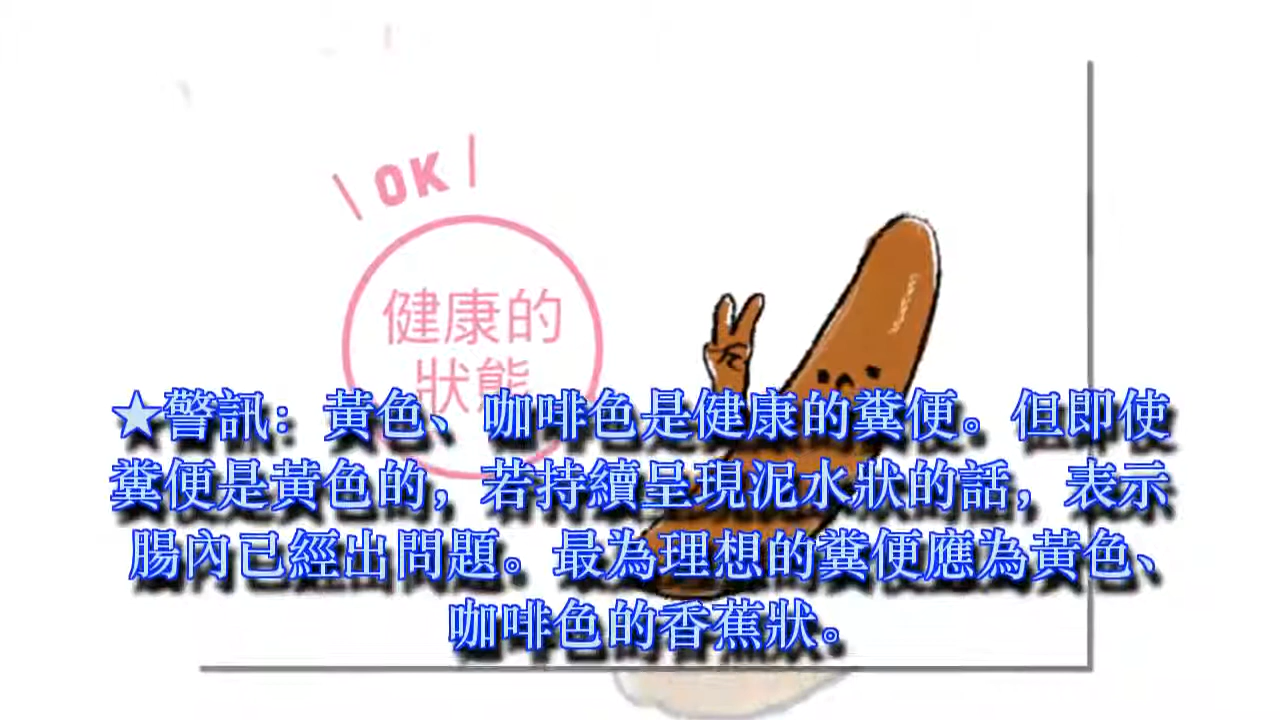 OK
健康的
狀態
★警訊：黃色、咖啡色是健康的糞便。但即使
糞便是黃色的，若持續呈現泥水狀的話，表示
腸內已經出問題。最為理想的糞便應為黃色、
咖啡色的香蕉狀。